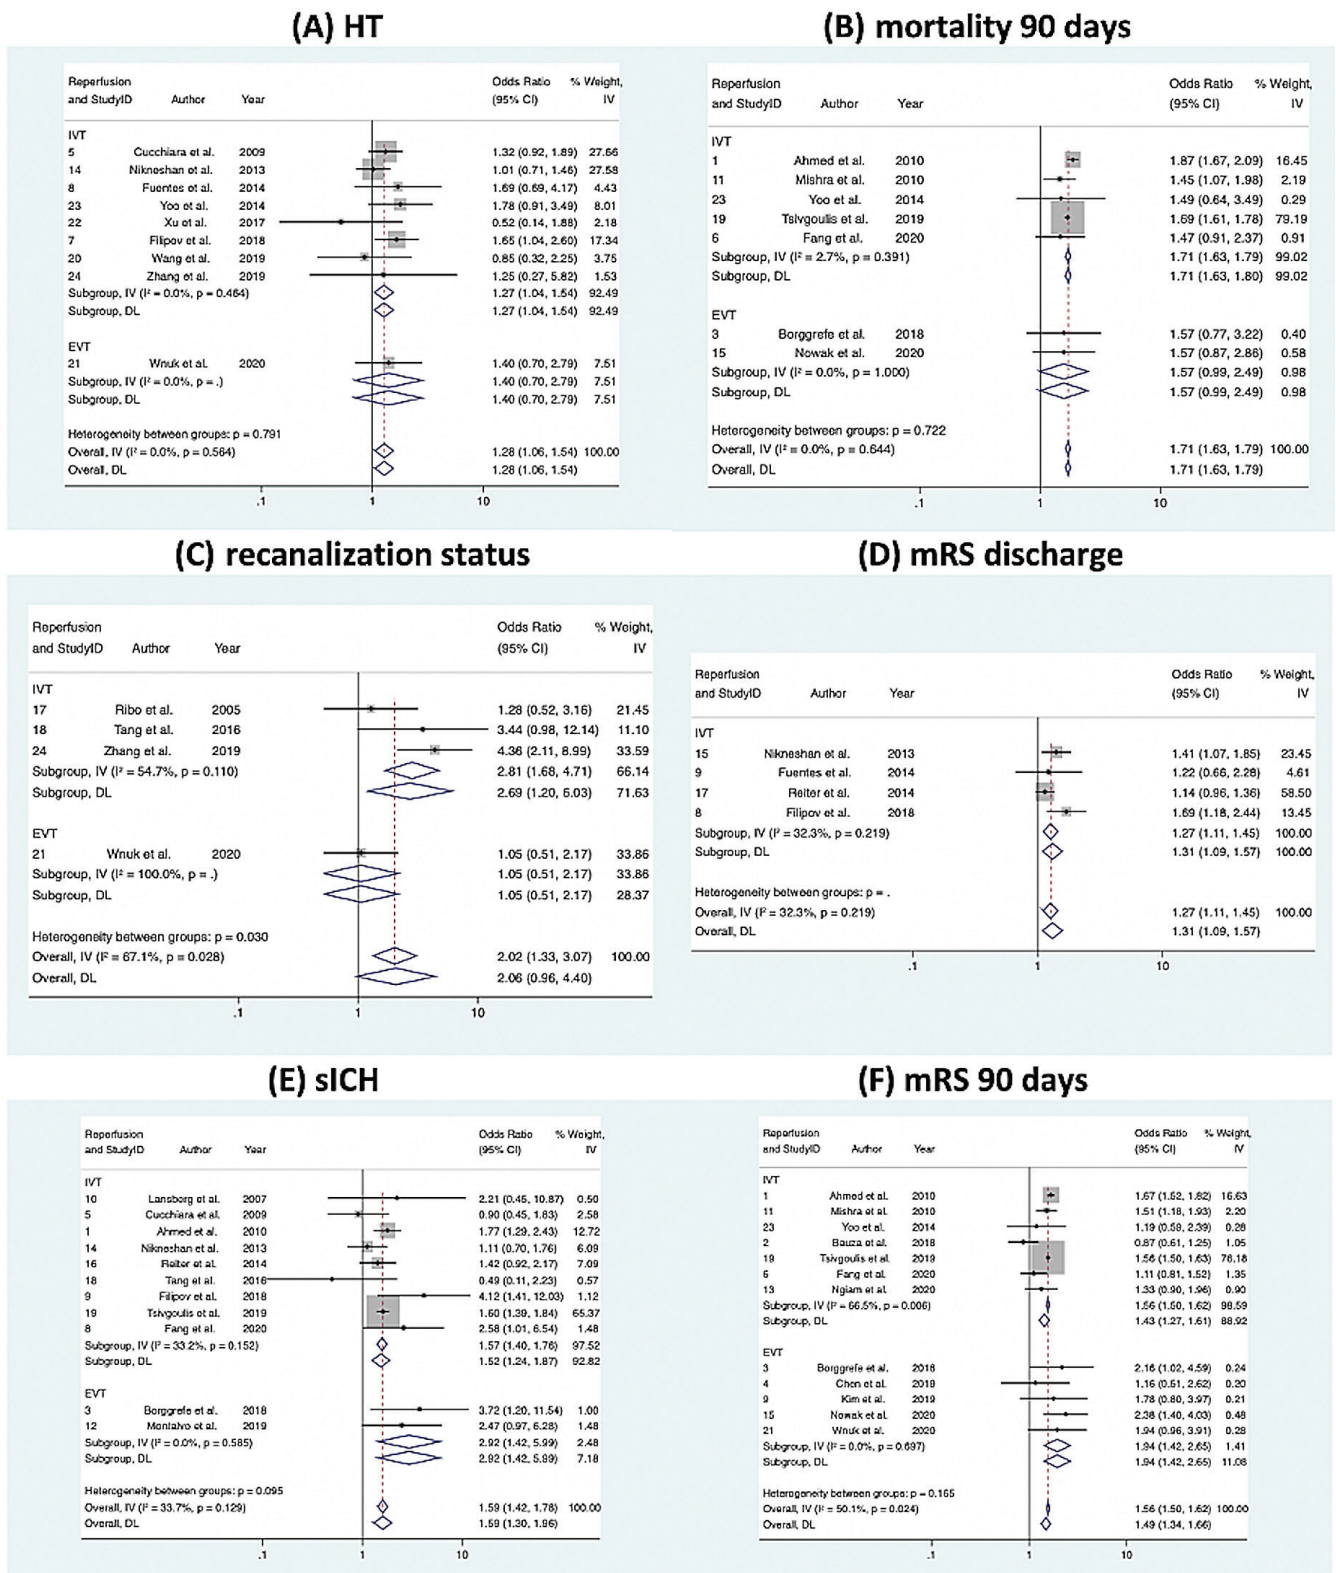 (A) HT
Reperfusion Odds Ratio % Weight,
and StudyID Author Year (95% CI) IV
IVT
5 Cucchiara et al. 2009 1.32 (0.92, 1.89) 27.66
14 Nikneshan et al. 2013 1.01 (0.71, 1.46) 27.58
8 Fuentes et al. 2014 1.69 (0.69, 4.17) 4.43
23 Yoo et al. 2014 1.78 (0.91, 3.49) 8.01
22 Xu et al. 2017 0.52 (0.14, 1.88) 2.18
7 Filipov et al. 2018 1.65 (1.04, 2.60) 17.34
20 Wang et al. 2019 0.85 (0.32, 2.25) 3.75
24 Zhang et al. 2019 1.25 (0.27, 5.82) 1.53
Subgroup, IV (I² = 0.0%, p = 0.464) 1.27 (1.04, 1.54) 92.49
Subgroup, DL 1.27 (1.04, 1.54) 92.49
EVT
21 Wnuk et al. 2020 1.40 (0.70, 2.79) 7.51
Subgroup, IV (I² = 0.0%, p = .) 1.40 (0.70, 2.79) 7.51
Subgroup, DL 1.40 (0.70, 2.79) 7.51
Heterogeneity between groups: p = 0.791
Overall, IV (I² = 0.0%, p = 0.564) 1.28 (1.06, 1.54) 100.00
Overall, DL 1.28 (1.06, 1.54)
.1 1 10
(B) mortality 90 days
Reperfusion Odds Ratio % Weight,
and StudyID Author Year (95% CI) IV
IVT
1 Ahmed et al. 2010 1.87 (1.67, 2.09) 16.45
11 Mishra et al. 2010 1.45 (1.07, 1.98) 2.19
23 Yoo et al. 2014 1.49 (0.64, 3.49) 0.29
19 Tsivgoulis et al. 2019 1.69 (1.61, 1.78) 79.19
6 Fang et al. 2020 1.47 (0.91, 2.37) 0.91
Subgroup, IV (I² = 2.7%, p = 0.391) 1.71 (1.63, 1.79) 99.02
Subgroup, DL 1.71 (1.63, 1.80) 99.02
EVT
3 Borggrefe et al. 2018 1.57 (0.77, 3.22) 0.40
15 Nowak et al. 2020 1.57 (0.87, 2.86) 0.58
Subgroup, IV (I² = 0.0%, p = 1.000) 1.57 (0.99, 2.49) 0.98
Subgroup, DL 1.57 (0.99, 2.49) 0.98
Heterogeneity between groups: p = 0.722
Overall, IV (I² = 0.0%, p = 0.644) 1.71 (1.63, 1.79) 100.00
Overall, DL 1.71 (1.63, 1.79)
.1 1 10
(C) recanalization status
Reperfusion Odds Ratio % Weight,
and StudyID Author Year (95% CI) IV
IVT
17 Ribo et al. 2005 1.28 (0.52, 3.16) 21.45
18 Tang et al. 2016 3.44 (0.98, 12.14) 11.10
24 Zhang et al. 2019 4.36 (2.11, 8.99) 33.59
Subgroup, IV (I² = 54.7%, p = 0.110) 2.81 (1.68, 4.71) 66.14
Subgroup, DL 2.69 (1.20, 6.03) 71.63
EVT
21 Wnuk et al. 2020 1.05 (0.51, 2.17) 33.86
Subgroup, IV (I² = 100.0%, p = .) 1.05 (0.51, 2.17) 33.86
Subgroup, DL 1.05 (0.51, 2.17) 28.37
Heterogeneity between groups: p = 0.030
Overall, IV (I² = 67.1%, p = 0.028) 2.02 (1.33, 3.07) 100.00
Overall, DL 2.06 (0.96, 4.40)
.1 1 10
(D) mRS discharge
Reperfusion Odds Ratio % Weight,
and StudyID Author Year (95% CI) IV
IVT
15 Nikneshan et al. 2013 1.41 (1.07, 1.85) 23.45
9 Fuentes et al. 2014 1.22 (0.66, 2.28) 4.61
17 Reiter et al. 2014 1.14 (0.96, 1.36) 58.50
8 Filipov et al. 2018 1.69 (1.18, 2.44) 13.45
Subgroup, IV (I² = 32.3%, p = 0.219) 1.27 (1.11, 1.45) 100.00
Subgroup, DL 1.31 (1.09, 1.57) 100.00
Heterogeneity between groups: p = .
Overall, IV (I² = 32.3%, p = 0.219) 1.27 (1.11, 1.45) 100.00
Overall, DL 1.31 (1.09, 1.57)
.1 1 10
(E) sICH
Reperfusion Odds Ratio % Weight,
and StudyID Author Year (95% CI) IV
IVT
10 Lansberg et al. 2007 2.21 (0.45, 10.87) 0.50
5 Cucchiara et al. 2009 0.90 (0.45, 1.83) 2.58
1 Ahmed et al. 2010 1.77 (1.29, 2.43) 12.72
14 Nikneshan et al. 2013 1.11 (0.70, 1.76) 6.09
16 Reiter et al. 2014 1.42 (0.92, 2.17) 7.09
18 Tang et al. 2016 0.49 (0.11, 2.23) 0.57
9 Filipov et al. 2018 4.12 (1.41, 12.03) 1.12
19 Tsivgoulis et al. 2019 1.60 (1.39, 1.84) 65.37
8 Fang et al. 2020 2.58 (1.01, 6.54) 1.48
Subgroup, IV (I² = 33.2%, p = 0.152) 1.57 (1.40, 1.76) 97.52
Subgroup, DL 1.52 (1.24, 1.87) 92.82
EVT
3 Borggrefe et al. 2018 3.72 (1.20, 11.54) 1.00
12 Montalvo et al. 2019 2.47 (0.97, 6.28) 1.48
Subgroup, IV (I² = 0.0%, p = 0.585) 2.92 (1.42, 5.99) 2.48
Subgroup, DL 2.92 (1.42, 5.99) 7.18
Heterogeneity between groups: p = 0.095
Overall, IV (I² = 33.7%, p = 0.129) 1.59 (1.42, 1.78) 100.00
Overall, DL 1.59 (1.30, 1.96)
.1 1 10
(F) mRS 90 days
Reperfusion Odds Ratio % Weight,
and StudyID Author Year (95% CI) IV
IVT
1 Ahmed et al. 2010 1.67 (1.52, 1.82) 16.63
11 Mishra et al. 2010 1.51 (1.18, 1.93) 2.20
23 Yoo et al. 2014 1.19 (0.59, 2.39) 0.28
2 Bauza et al. 2018 0.87 (0.61, 1.25) 1.05
19 Tsivgoulis et al. 2019 1.56 (1.50, 1.63) 76.18
6 Fang et al. 2020 1.11 (0.81, 1.52) 1.35
13 Ngiam et al. 2020 1.33 (0.90, 1.96) 0.90
Subgroup, IV (I² = 66.5%, p = 0.006) 1.56 (1.50, 1.62) 98.59
Subgroup, DL 1.43 (1.27, 1.61) 88.92
EVT
3 Borggrefe et al. 2018 2.16 (1.02, 4.59) 0.24
4 Chen et al. 2019 1.16 (0.51, 2.62) 0.20
9 Kim et al. 2019 1.78 (0.80, 3.97) 0.21
15 Nowak et al. 2020 2.38 (1.40, 4.03) 0.48
21 Wnuk et al. 2020 1.94 (0.96, 3.91) 0.28
Subgroup, IV (I² = 0.0%, p = 0.697) 1.94 (1.42, 2.65) 1.41
Subgroup, DL 1.94 (1.42, 2.65) 11.08
Heterogeneity between groups: p = 0.165
Overall, IV (I² = 50.1%, p = 0.024) 1.56 (1.50, 1.62) 100.00
Overall, DL 1.49 (1.34, 1.66)
.1 1 10